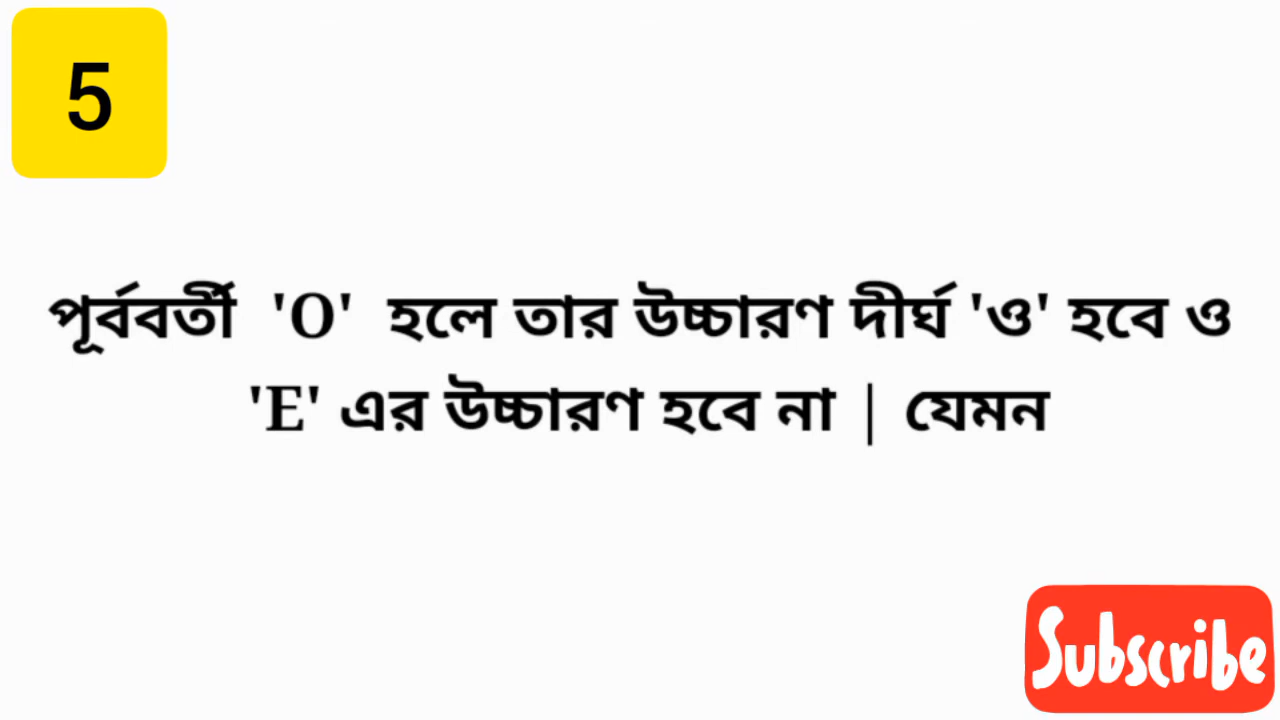 5
পূর্ববর্তী 'O' হলে তার উচ্চারণ দীর্ঘ 'ও' হবে ও
'E' এর উচ্চারণ হবে না | যেমন
Subscribe